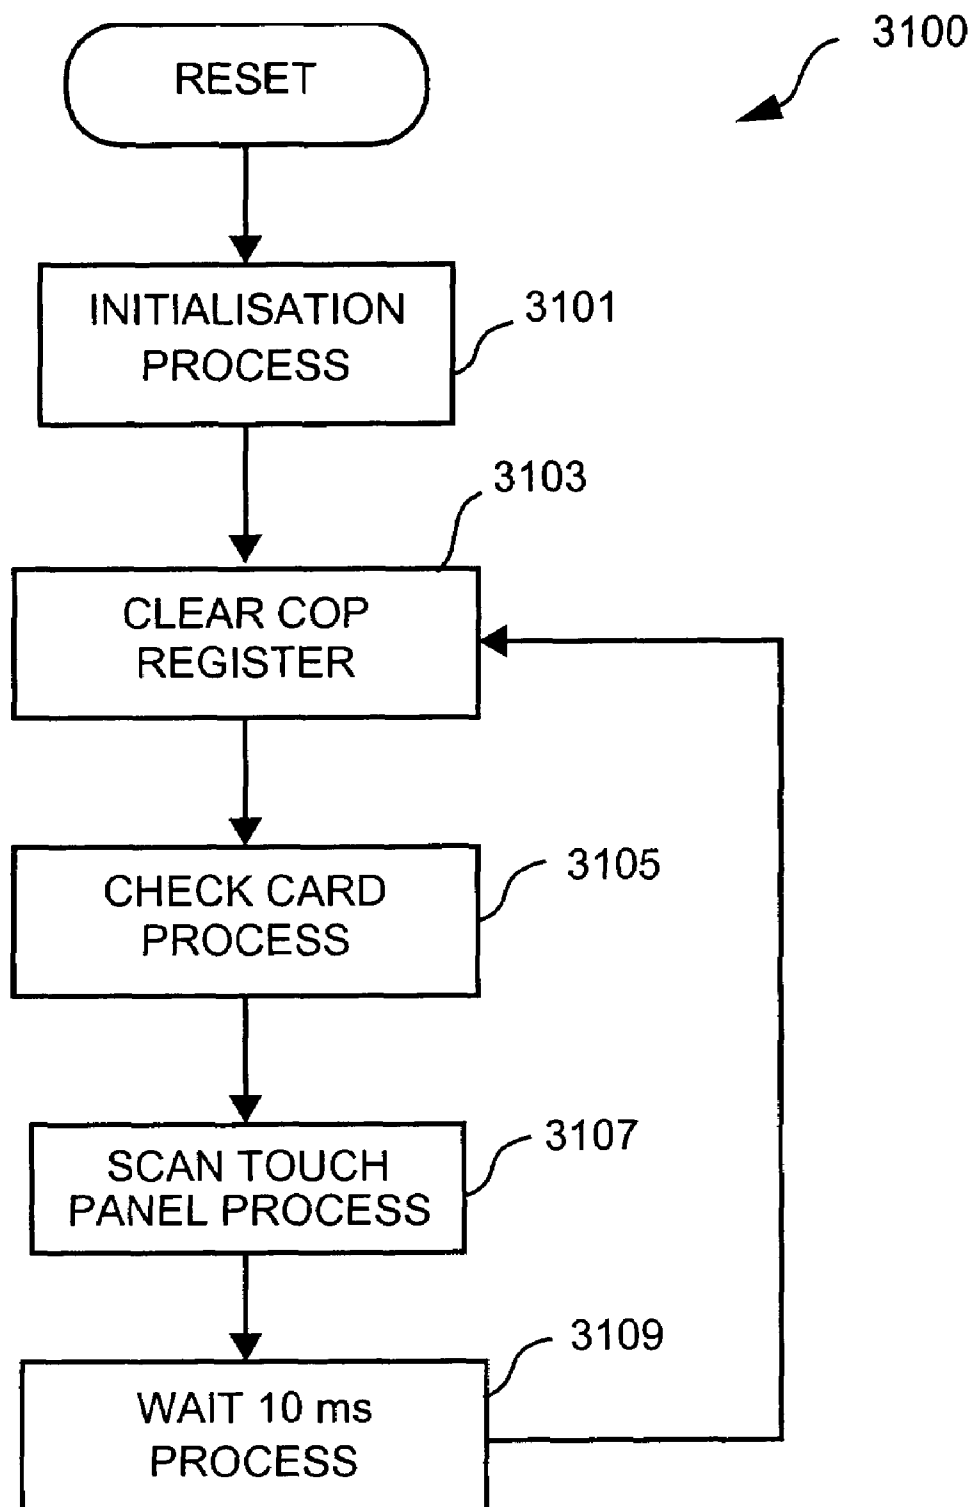 3100
RESET
INITIALISATION
PROCESS
3101
3103
CLEAR COP
REGISTER
CHECK CARD
PROCESS
3105
SCAN TOUCH
PANEL PROCESS
3107
3109
WAIT 10 ms
PROCESS